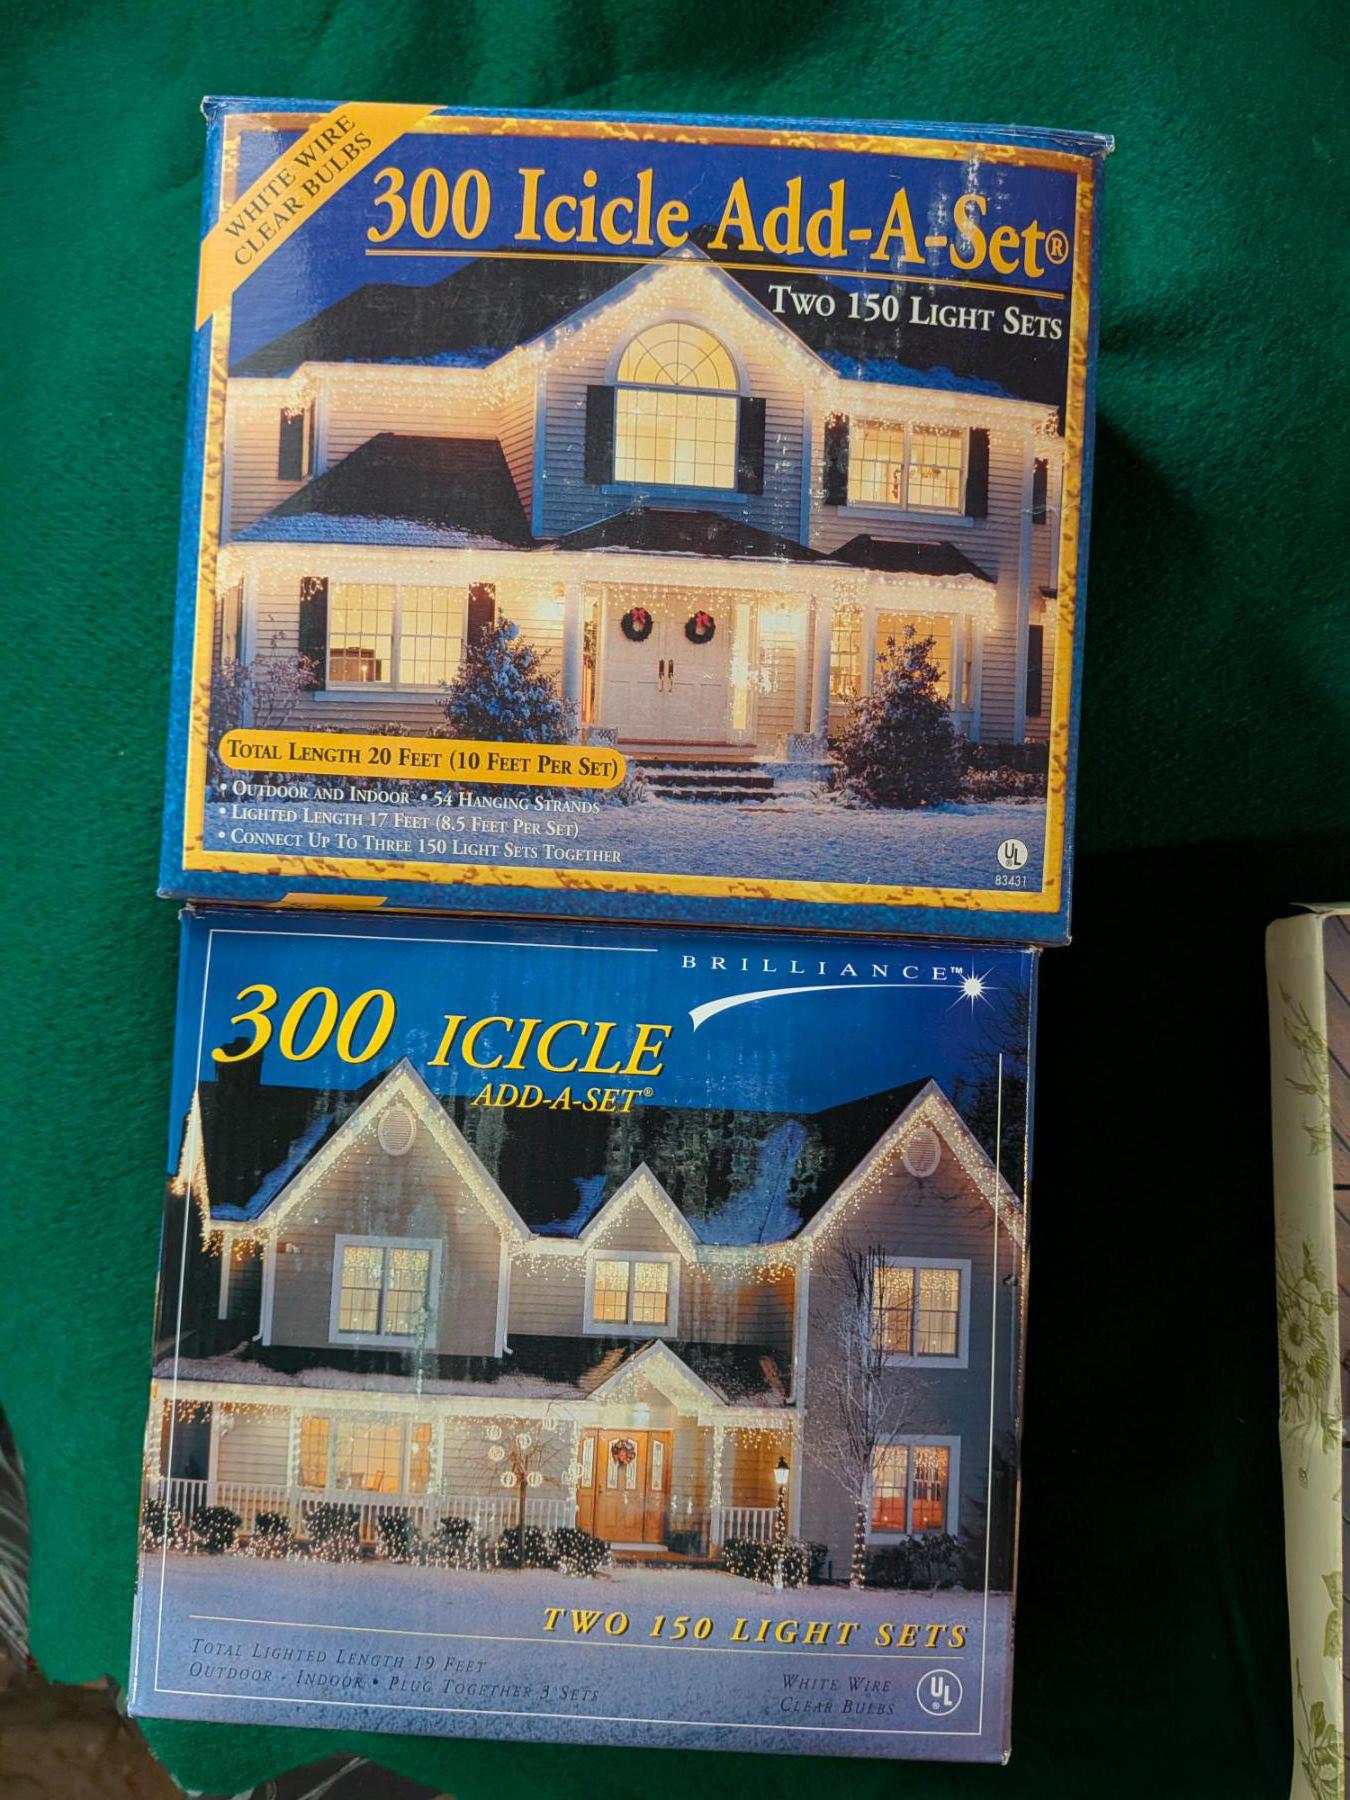 WHITE WIRE
CLEAR BULBS
300 Icicle Add-A-Set®
TWO 150 LIGHT SETS
TOTAL LENGTH 20 FEET (10 FEET PER SET)
• OUTDOOR AND INDOOR • 54 HANGING STRANDS
• LIGHTED LENGTH 17 FEET (8.5 FEET PER SET)
• CONNECT UP TO THREE 150 LIGHT SETS TOGETHER
UL
®
83431
BRILLIANCE™
300 ICICLE
ADD-A-SET®
TWO 150 LIGHT SETS
TOTAL LIGHTED LENGTH 19 FEET
OUTDOOR - INDOOR • PLUG TOGETHER 3 SETS
WHITE WIRE
CLEAR BULBS
UL
®